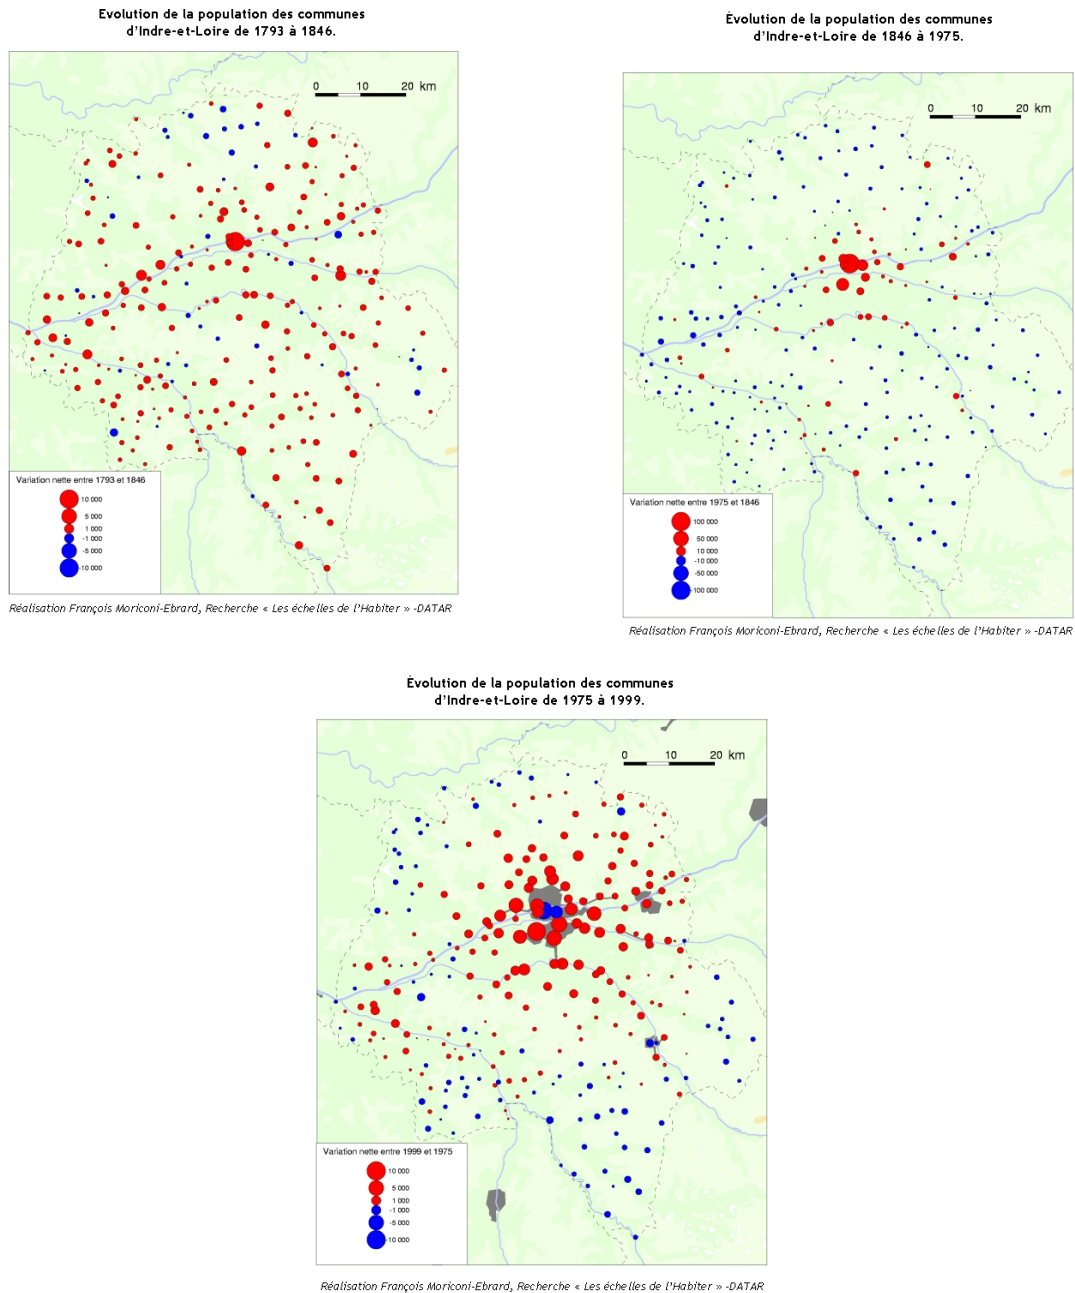 Evolution de la population des communes
d'Indre-et-Loire de 1793 à 1846.
0 10 20 km
Variation nette entre 1793 et 1846
10 000
5 000
1 000
-1 000
-5 000
-10 000
Réalisation François Moriconi-Ebrard, Recherche « Les échelles de l'Habiter » -DATAR
Évolution de la population des communes
d'Indre-et-Loire de 1846 à 1975.
0 10 20 km
Variation nette entre 1975 et 1846
100 000
50 000
10 000
-10 000
-50 000
-100 000
Réalisation François Moriconi-Ebrard, Recherche « Les échelles de l'Habiter » -DATAR
Évolution de la population des communes
d'Indre-et-Loire de 1975 à 1999.
0 10 20 km
Variation nette entre 1999 et 1975
10 000
5 000
1 000
-1 000
-5 000
-10 000
Réalisation François Moriconi-Ebrard, Recherche « Les échelles de l'Habiter » -DATAR